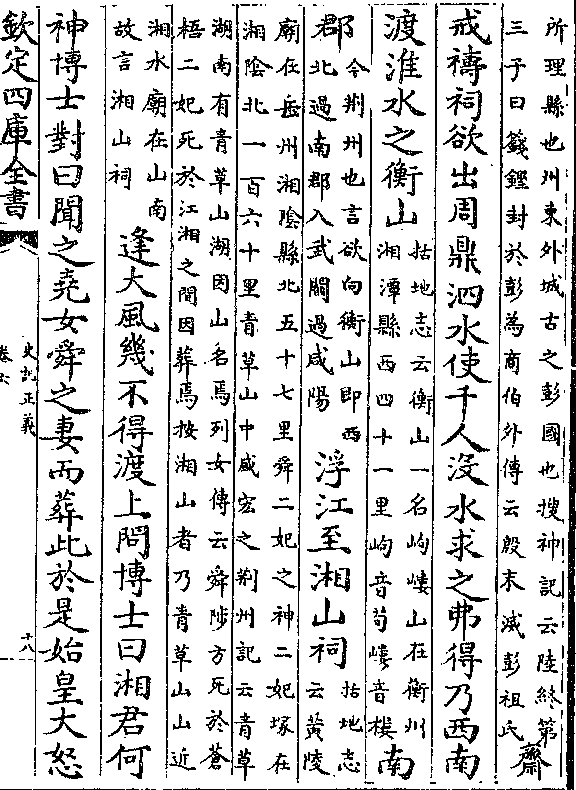 所理縣也州東外城古之彭國也搜神記云陸終第
三子曰籛鏗封於彭為商伯外傳云殷末滅彭祖氏
齋
戒禱祠欲出周鼎泗水使千人沒水求之弗得乃西南
渡淮水之衡山
括地志云衡山一名岣嶁山在衡州
湘潭縣西四十一里岣音苟嶁音樓
南
郡
今荆州也言欲向衡山即西
北過南郡入武關過咸陽
浮江至湘山祠
括地志
云黃陵
廟在岳州湘陰縣北五十七里舜二妃之神二妃塚在
湘陰北一百六十里青草山中盛宏之荆州記云青草
湖南有青草山湖因山名焉列女傳云舜陟方死於蒼
梧二妃死於江湘之間因葬焉按湘山者乃青草山山近
湘水廟在山南
故言湘山祠
逢大風幾不得渡上問博士曰湘君何
神博士對曰聞之堯女舜之妻而葬此於是始皇大怒
欽定四庫全書
史記正義
卷六
十八